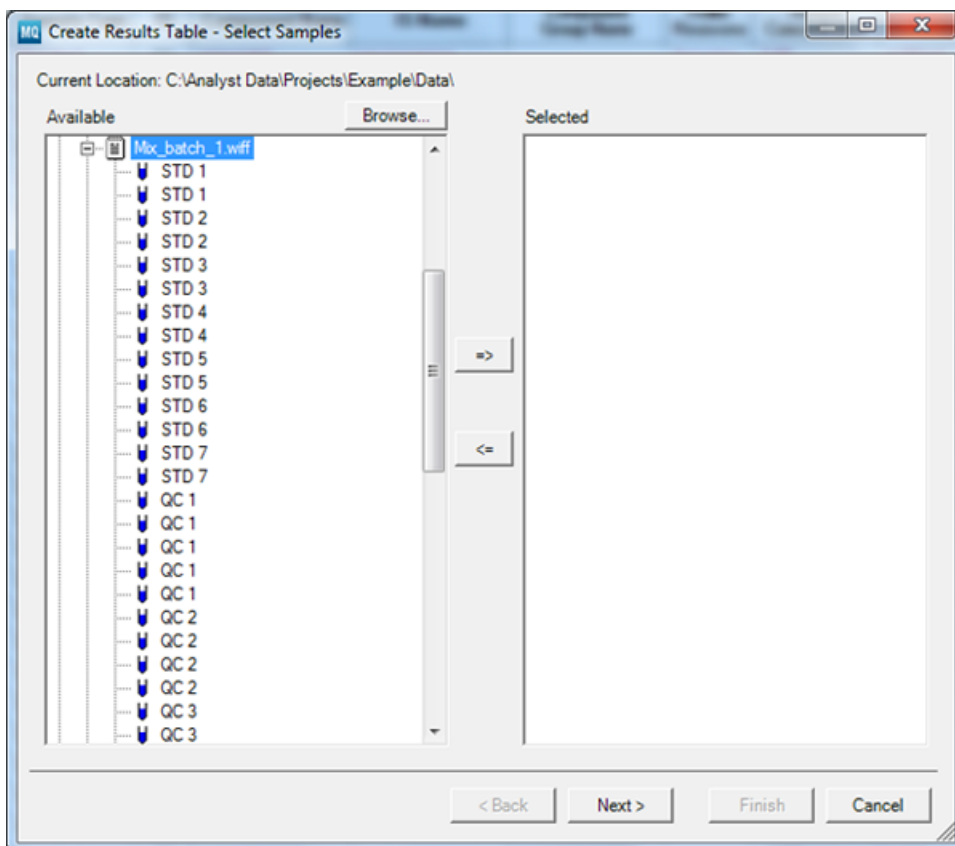 MQ Create Results Table - Select Samples
Current Location: C:\Analyst Data\Projects\Example\Data\
Available
Browse...
Selected
Mix_batch_1.wiff
STD 1
STD 1
STD 2
STD 2
STD 3
STD 3
STD 4
STD 4
STD 5
STD 5
STD 6
STD 6
STD 7
STD 7
QC 1
QC 1
QC 1
QC 1
QC 1
QC 2
QC 2
QC 2
QC 2
QC 3
QC 3
=>
<=
< Back
Next >
Finish
Cancel